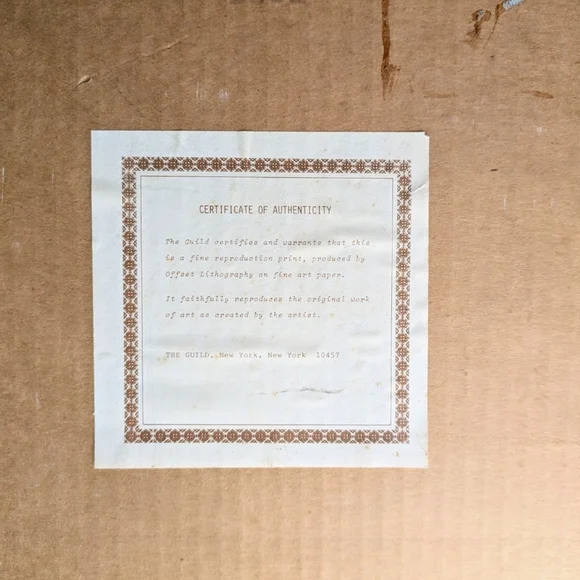 CERTIFICATE OF AUTHENTICITY
The Guild certifies and warrants that this
is a fine reproduction print, produced by
Offset Lithography on fine art paper.
It faithfully reproduces the original work
of art as created by the artist.
THE GUILD, New York, New York 10457